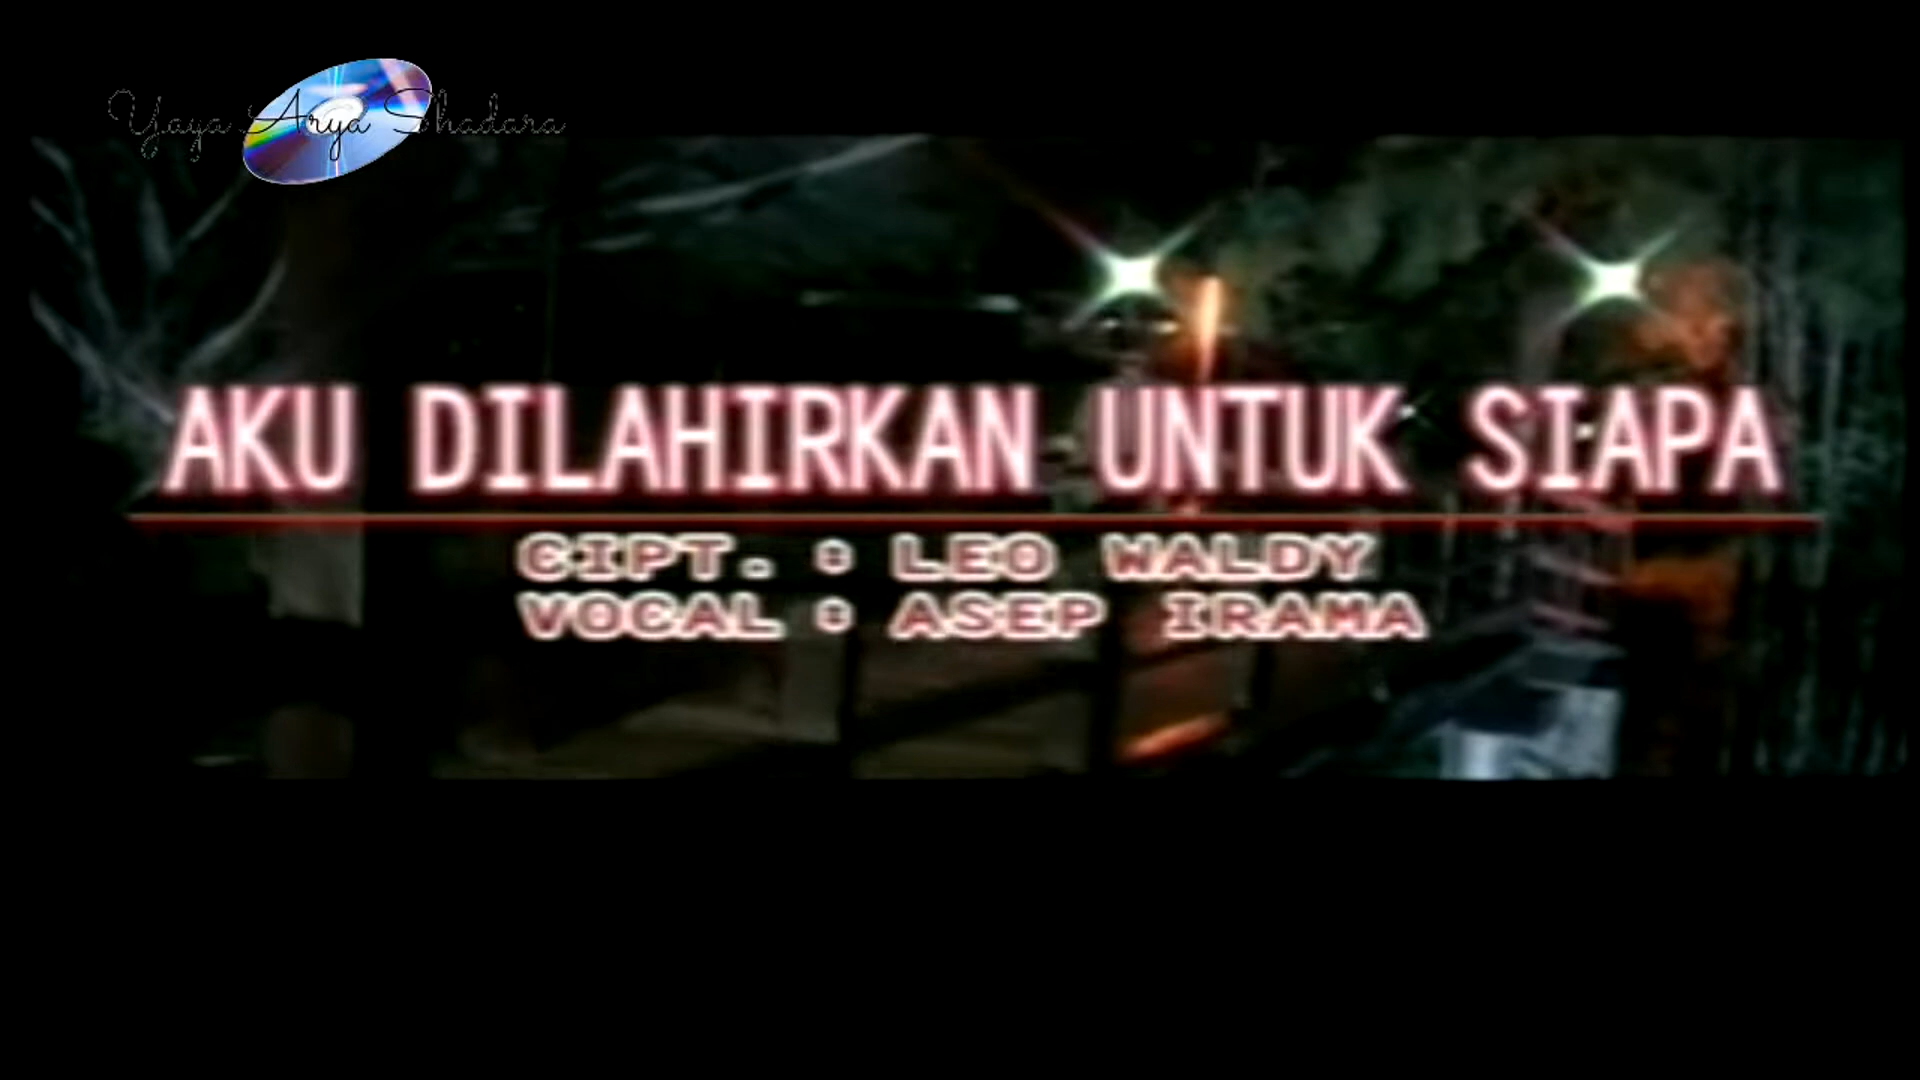 Yaya Arya Shadara
AKU DILAHIRKAN UNTUK SIAPA
CIPT. : LEO WALDY
VOCAL : ASEP IRAMA